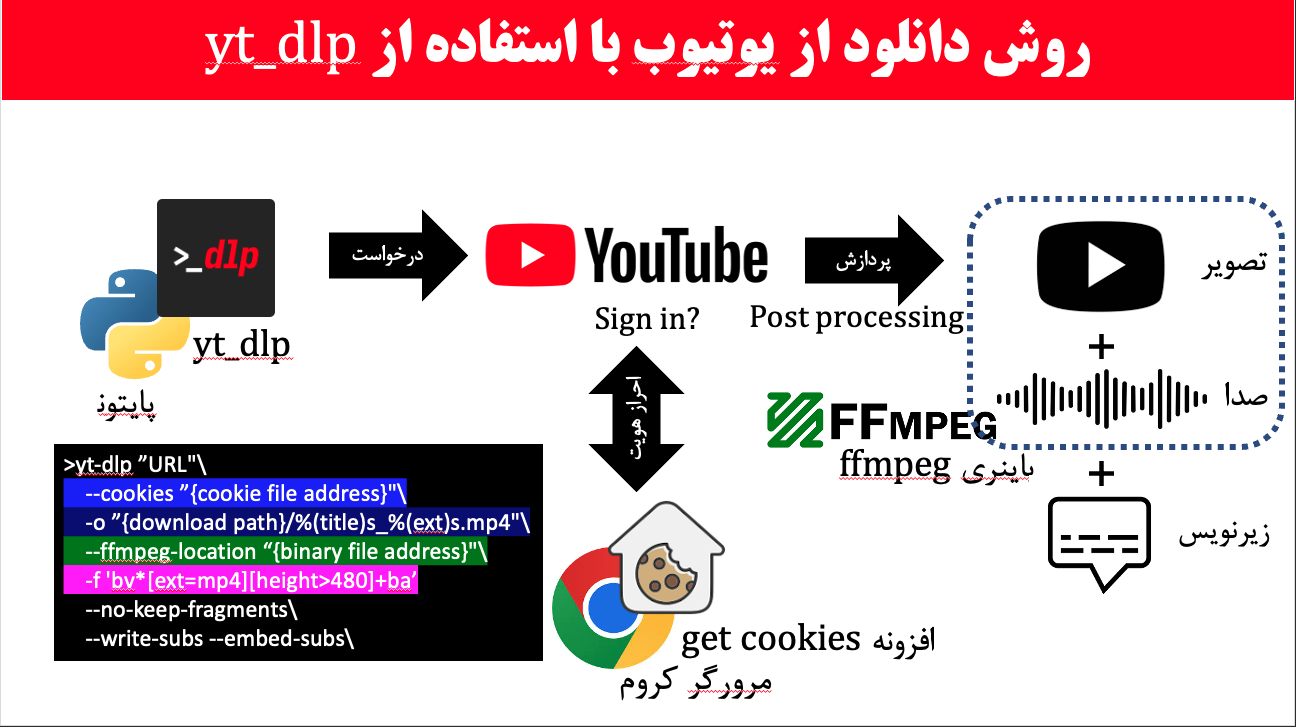 روش دانلود از یوتیوب با استفاده از yt_dlp
>_dlp
yt_dlp
پایتون
درخواست
YouTube
Sign in?
پردازش
Post processing
تصویر
+
صدا
+
زیرنویس
احراز هویت
FFMPEG
باینری ffmpeg
افزونه get cookies
مرورگر کروم
>yt-dlp ”URL"\
--cookies ”{cookie file address}"\
-o ”{download path}/%(title)s_%(ext)s.mp4"\
--ffmpeg-location “{binary file address}"\
-f 'bv*[ext=mp4][height>480]+ba’
--no-keep-fragments\
--write-subs --embed-subs\